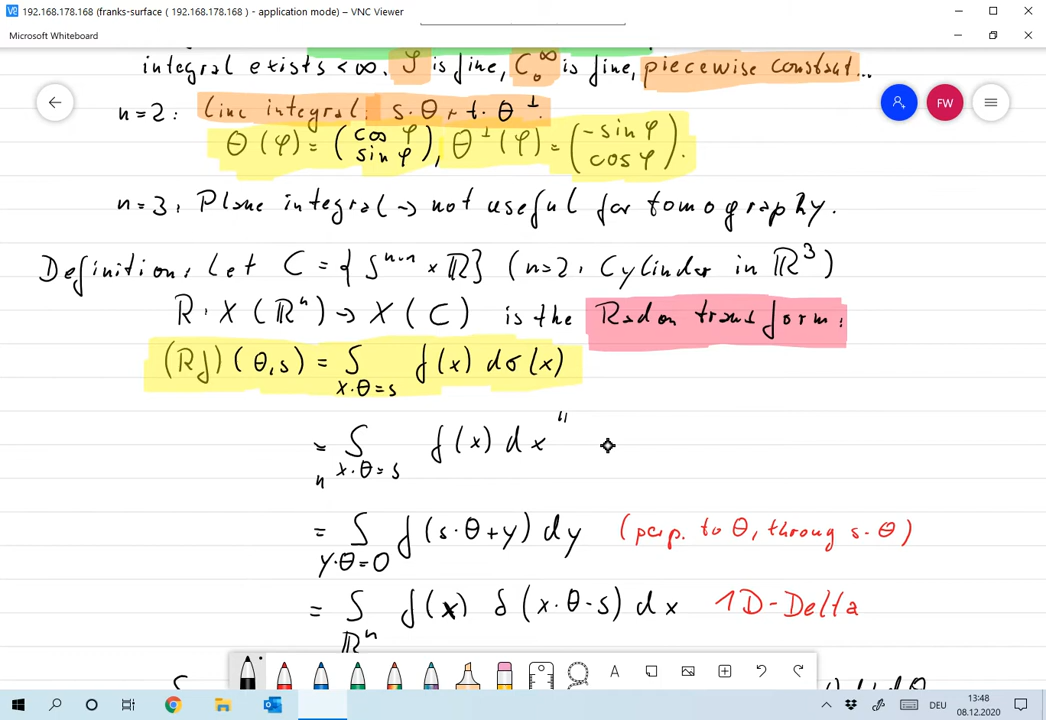 192.168.178.168 (franks-surface ( 192.168.178.168 ) - application mode) – VNC Viewer
Microsoft Whiteboard
integral exists < ∞. 𝒮 is fine, C₀^∞ is fine, piecewise constant...
n=2: Line integral: s·θ + t·θ^⊥.
θ(φ) = (cos φ sin φ), θ^⊥(φ) = (-sin φ cos φ).
FW
n=3: Plane integral → not useful for tomography.
Definition: Let C = {S^{n-1} × ℝ} (n=2: Cylinder in ℝ³)
R: X(ℝⁿ) → X(C) is the Radon transform:
(Rf)(θ,s) = ∫_{x·θ=s} f(x) dσ(x)
"= ∫_{x·θ=s} f(x) dx"
= ∫_{y·θ=0} f(s·θ+y) dy (perp. to θ, throug s·θ)
= ∫_{ℝⁿ} f(x) δ(x·θ-s) dx 1D-Delta
A
DEU
13:48
08.12.2020